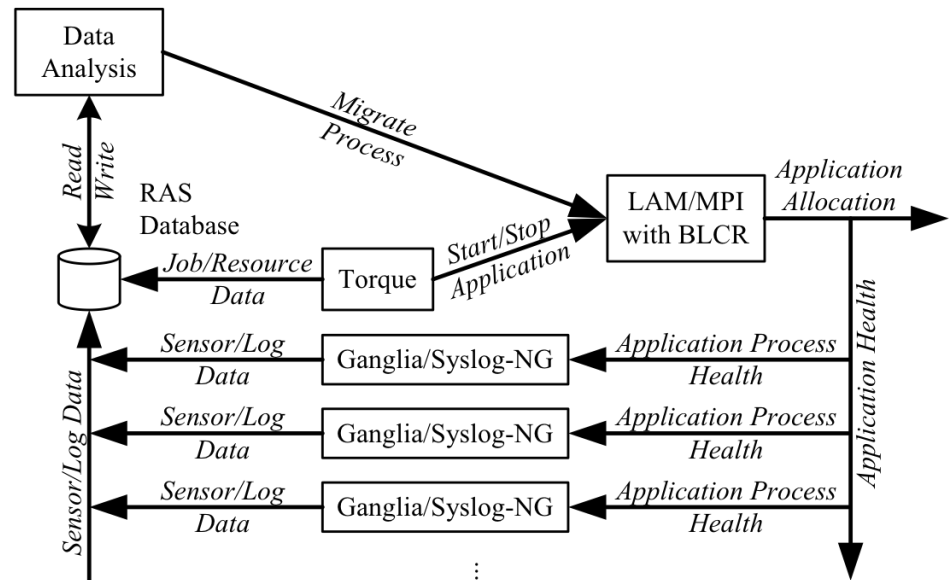 Data
Analysis
Migrate
Process
Read
Write
RAS
Database
LAM/MPI
with BLCR
Application
Allocation
Start/Stop
Application
Job/Resource
Data
Torque
Application Health
Sensor/Log Data
Sensor/Log
Data
Ganglia/Syslog-NG
Application Process
Health
Sensor/Log
Data
Ganglia/Syslog-NG
Application Process
Health
Sensor/Log
Data
Ganglia/Syslog-NG
Application Process
Health
...